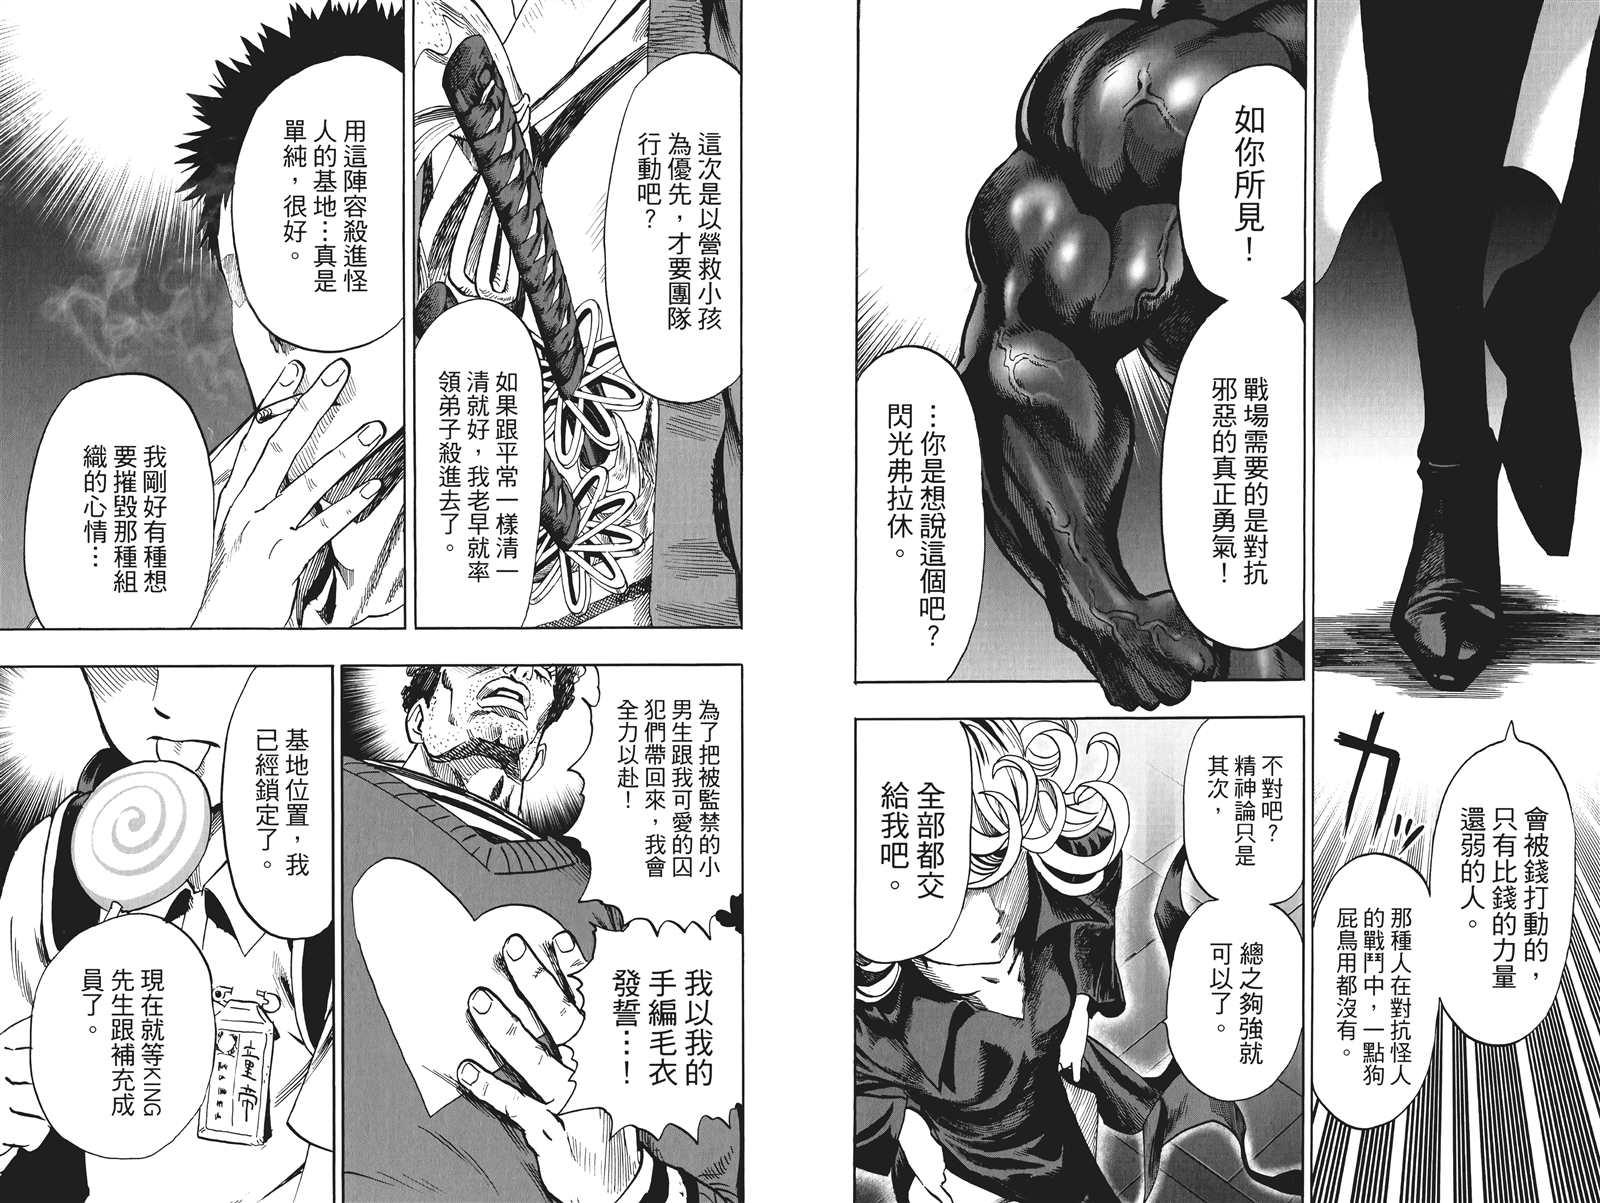 會被錢打動的，
只有比錢的力量
還弱的人。
那種人在對抗怪人
的戰鬥中，一點狗
屁鳥用都沒有。
カッ
如你所見！
戰場需要的是對抗
邪惡的真正勇氣！
…你是想說這個吧？
閃光弗拉休。
不對吧？
精神論只是
其次，
總之夠強就
可以了。
全部都交
給我吧。
這次是以營救小孩
為優先，才要團隊
行動吧？
如果跟平常一樣清一
清就好，我老早就率
領弟子殺進去了。
用這陣容殺進怪
人的基地…真是
單純，很好。
我剛好有種想
要摧毀那種組
織的心情…
為了把被監禁的小
男生跟我可愛的囚
犯們帶回來，我會
全力以赴！
我以我的
手編毛衣
發誓…！
基地位置，我
已經鎖定了。
現在就等KING
先生跟補充成
員了。
童帝